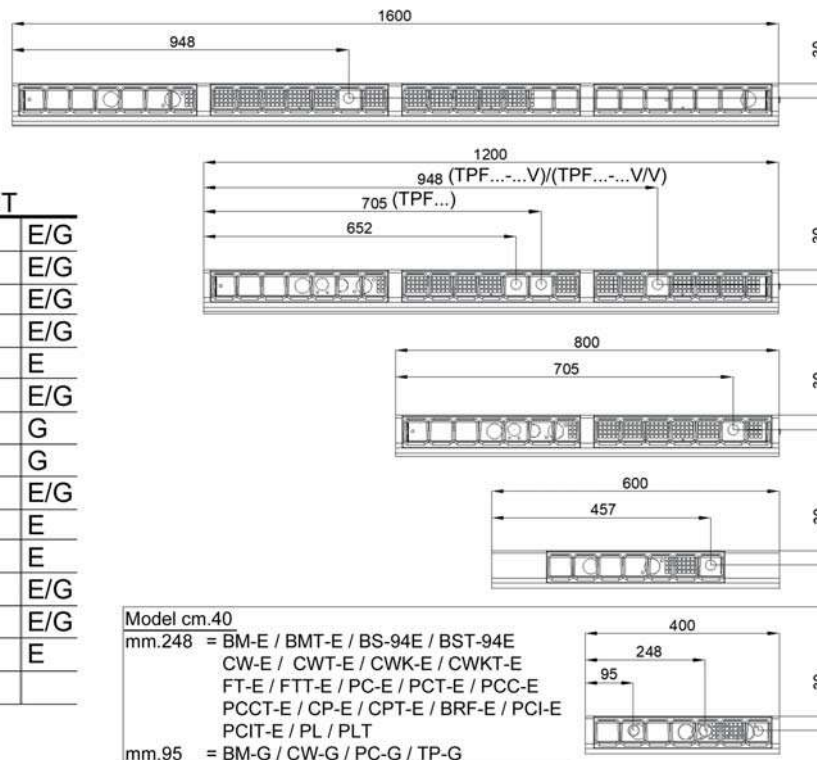 1600
948
1200
948 (TPF...-...V)/(TPF...-...V/V)
705 (TPF...)
652
T
E/G
E/G
E/G
E/G
E
E/G
G
G
E/G
E
E
E/G
E/G
E
800
705
600
457
Model cm.40
mm.248 = BM-E / BMT-E / BS-94E / BST-94E
CW-E / CWT-E / CWK-E / CWKT-E
FT-E / FTT-E / PC-E / PCT-E / PCC-E
PCCT-E / CP-E / CPT-E / BRF-E / PCI-E
PCIT-E / PL / PLT
mm.95 = BM-G / CW-G / PC-G / TP-G
400
248
95